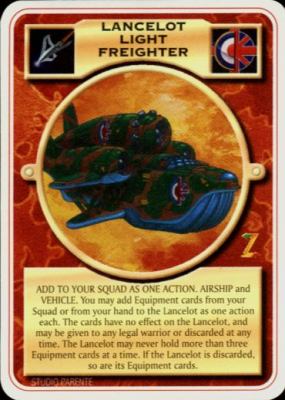 LANCELOT
LIGHT
FREIGHTER
Z
ADD TO YOUR SQUAD AS ONE ACTION. AIRSHIP and
VEHICLE. You may add Equipment cards from your
Squad or from your hand to the Lancelot as one action
each. The cards have no effect on the Lancelot, and
may be given to any legal warrior or discarded at any
time. The Lancelot may never hold more than three
Equipment cards at a time. If the Lancelot is discarded,
so are its Equipment cards.
STUDIO PARENTE